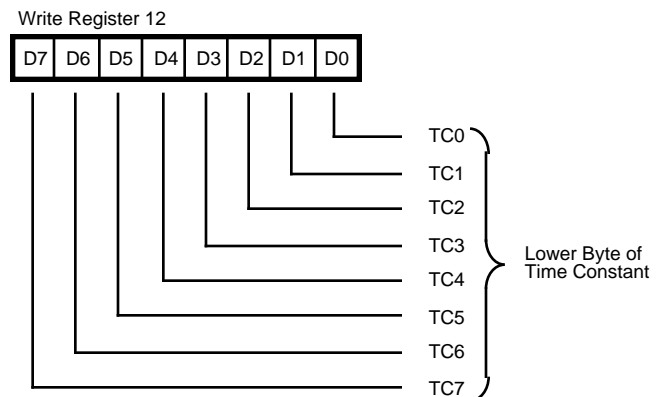 Write Register 12
D7 D6 D5 D4 D3 D2 D1 D0
TC0
TC1
TC2
TC3
TC4
TC5
TC6
TC7
Lower Byte of
Time Constant